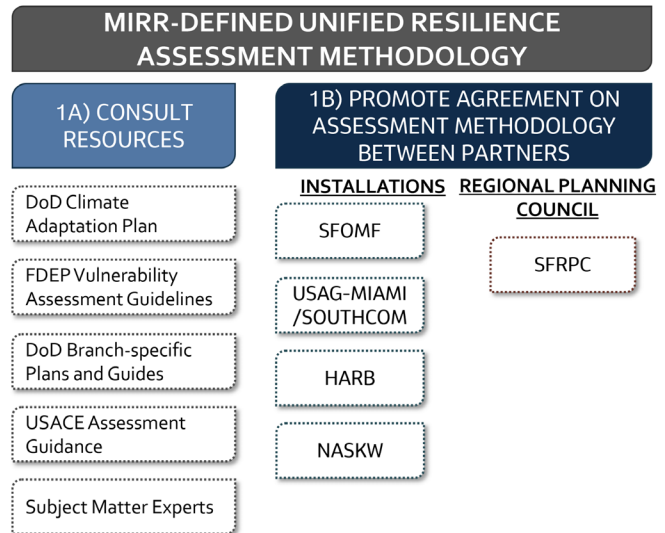 MIRR-DEFINED UNIFIED RESILIENCE
ASSESSMENT METHODOLOGY
1A) CONSULT
RESOURCES
DoD Climate
Adaptation Plan
FDEP Vulnerability
Assessment Guidelines
DoD Branch-specific
Plans and Guides
USACE Assessment
Guidance
Subject Matter Experts
1B) PROMOTE AGREEMENT ON
ASSESSMENT METHODOLOGY
BETWEEN PARTNERS
INSTALLATIONS
SFOMF
USAG-MIAMI
/SOUTHCOM
HARB
NASKW
REGIONAL PLANNING
COUNCIL
SFRPC